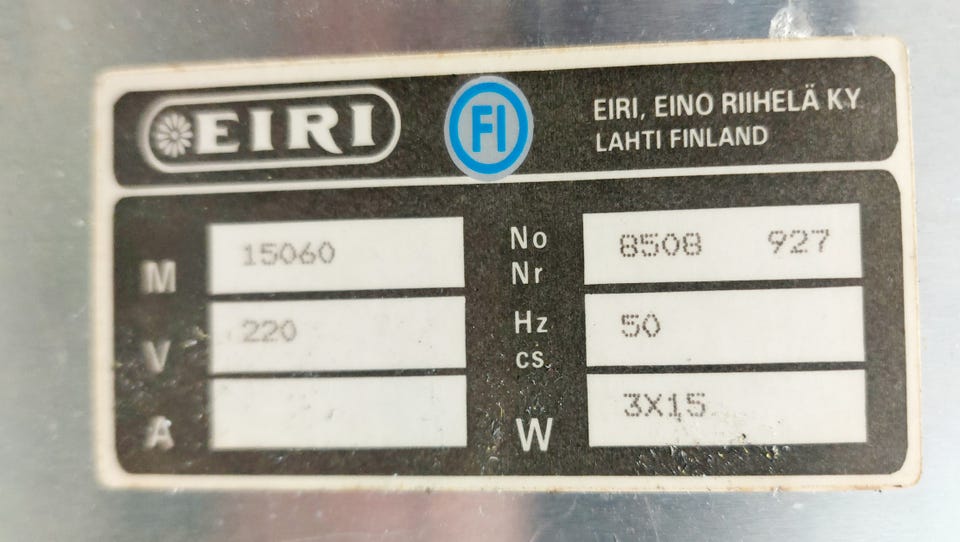 EIRI
FI
EIRI, EINO RIIHELÄ KY
LAHTI FINLAND
M 15060
No Nr 8508 927
V 220
Hz cs. 50
A
W 3X15